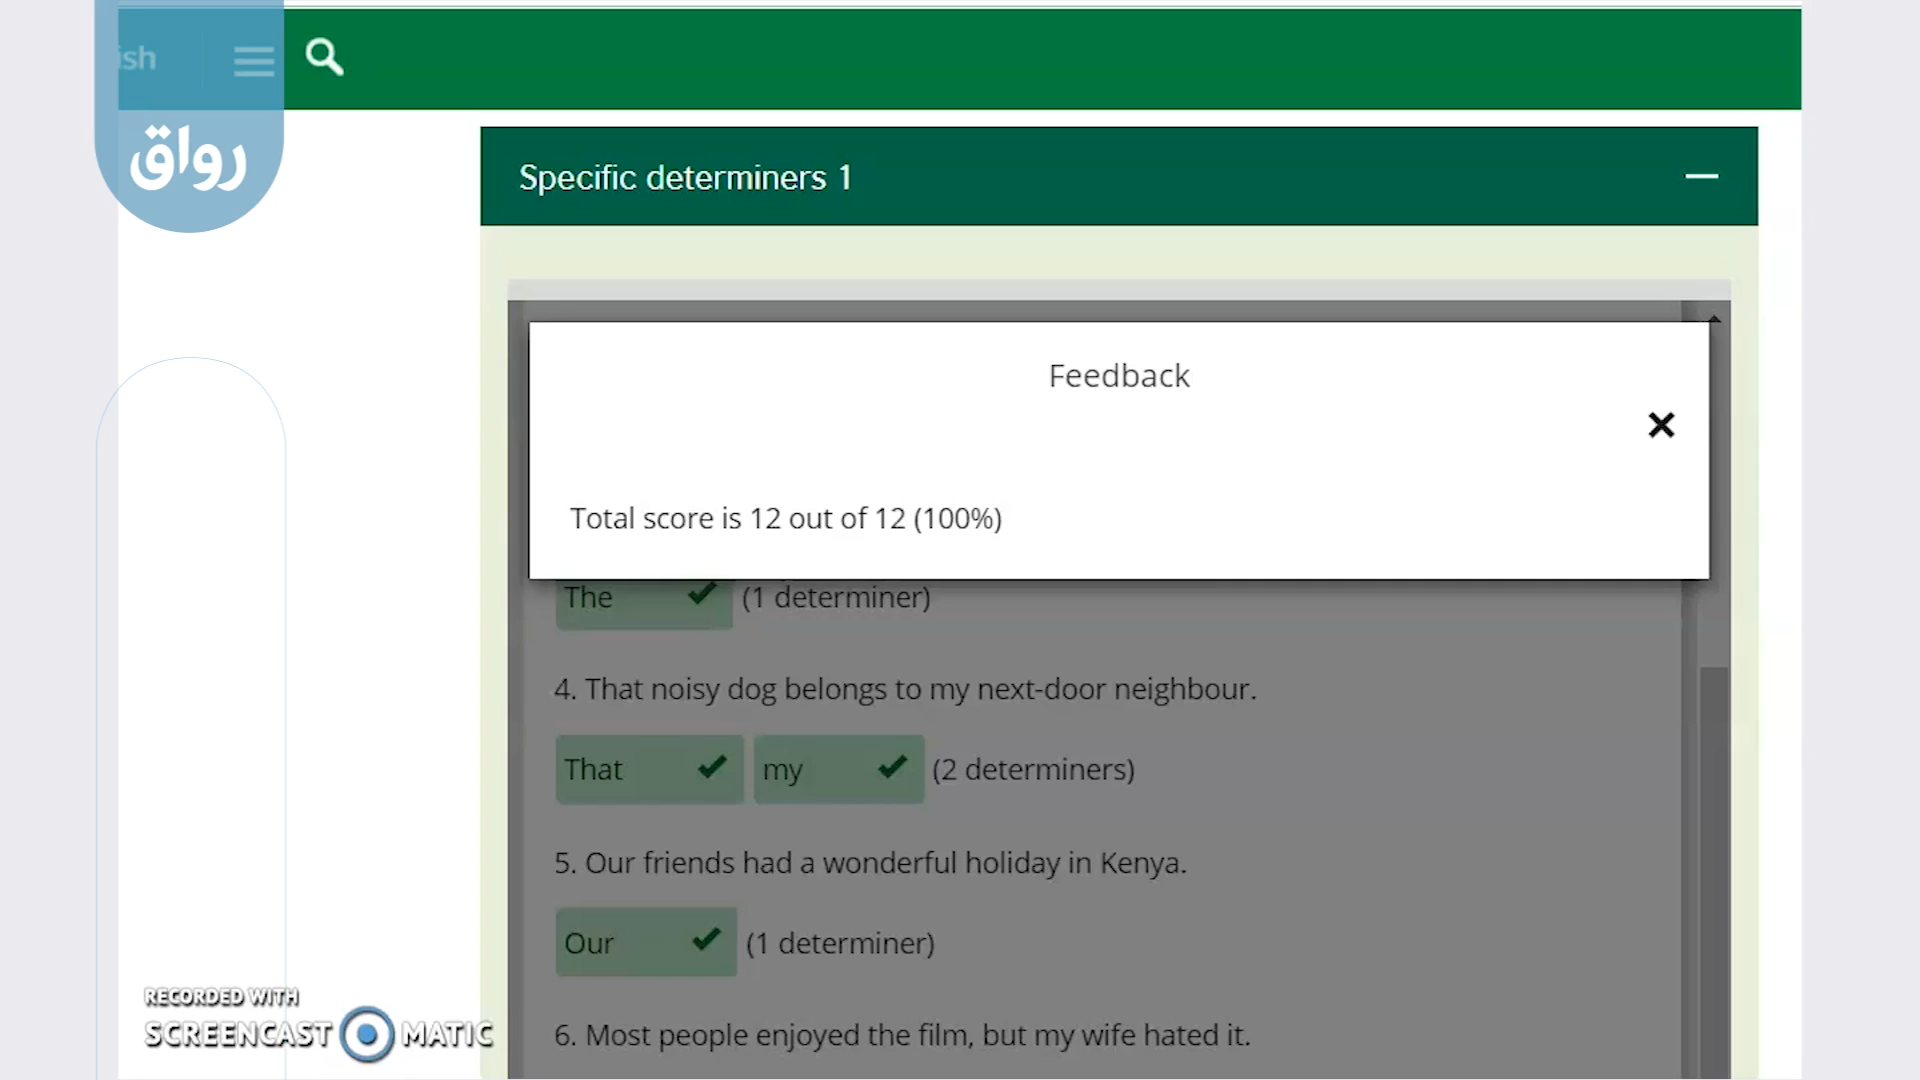 ish
رواق
Specific determiners 1
Feedback
Total score is 12 out of 12 (100%)
The (1 determiner)
4. That noisy dog belongs to my next-door neighbour.
That my (2 determiners)
5. Our friends had a wonderful holiday in Kenya.
Our (1 determiner)
6. Most people enjoyed the film, but my wife hated it.
RECORDED WITH
SCREENCAST MATIC